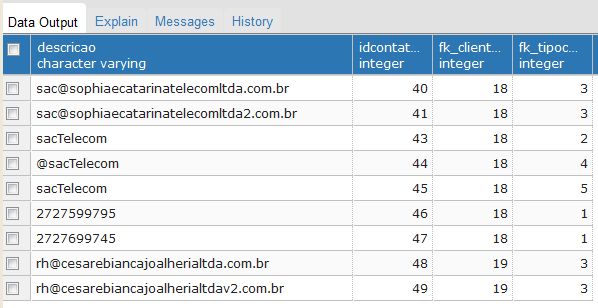 Data Output Explain Messages History
descricao idcontat... fk_client... fk_tipoc...
character varying integer integer integer
sac@sophiaecatarinatelecomltda.com.br 40 18 3
sac@sophiaecatarinatelecomltda2.com.br 41 18 3
sacTelecom 43 18 2
@sacTelecom 44 18 4
sacTelecom 45 18 5
2727599795 46 18 1
2727699745 47 18 1
rh@cesarebiancajoalherialtda.com.br 48 19 3
rh@cesarebiancajoalherialtdav2.com.br 49 19 3